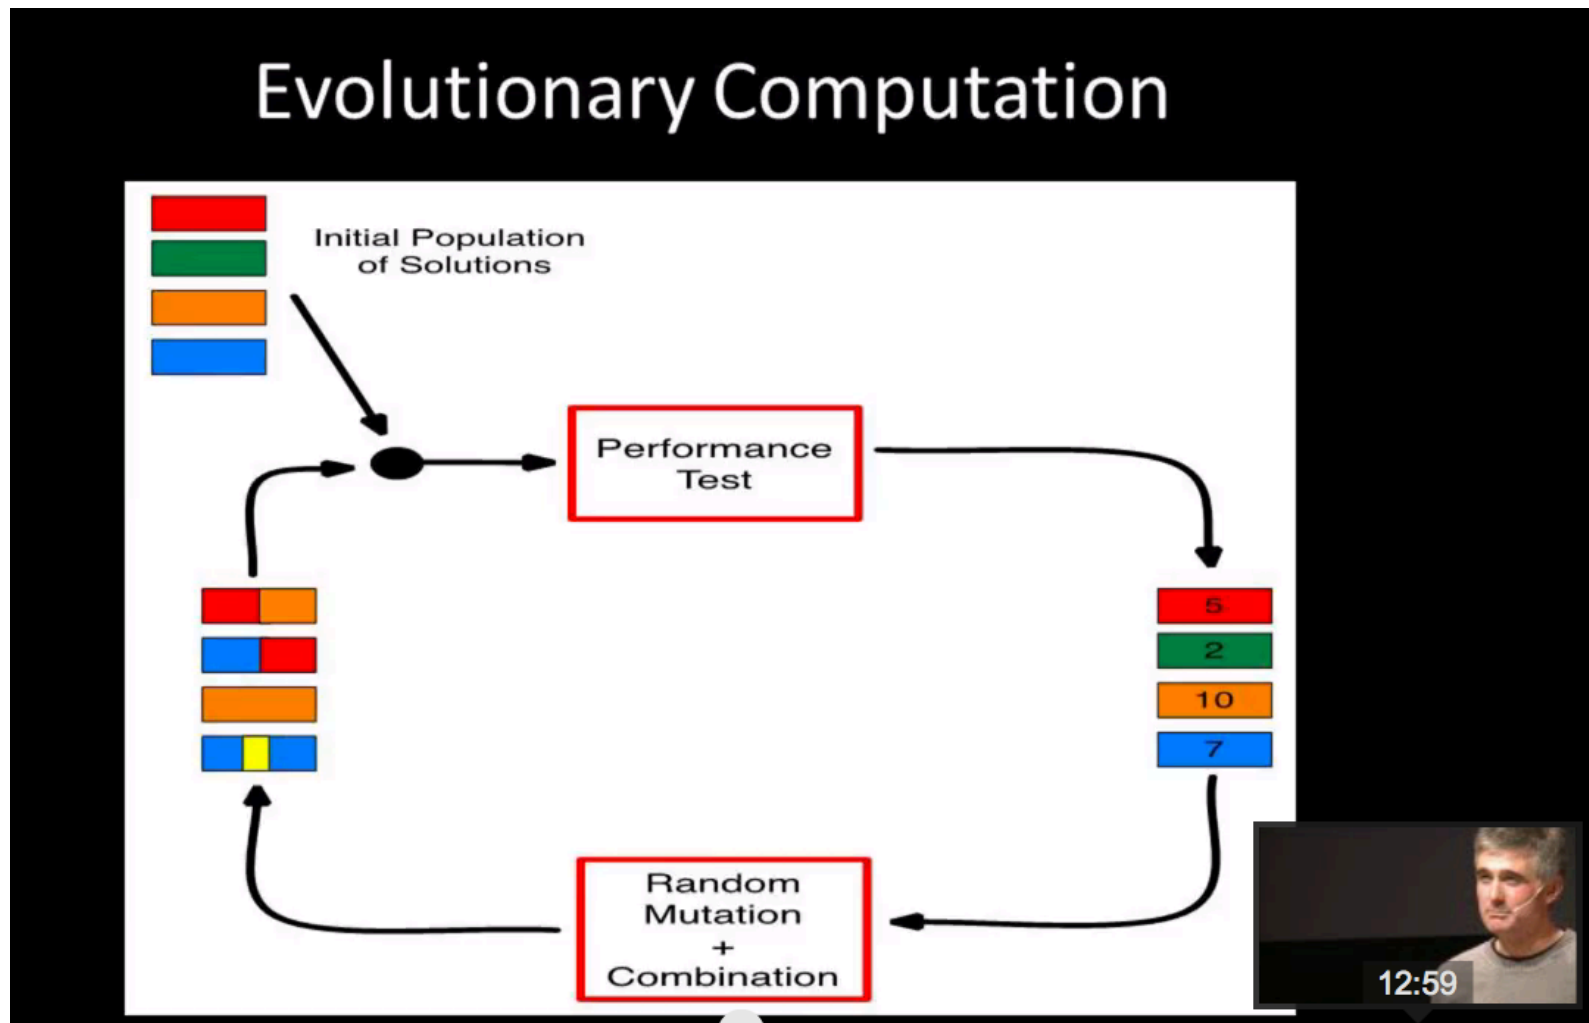 Evolutionary Computation
Initial Population
of Solutions
Performance
Test
5
2
10
7
Random
Mutation
+
Combination
12:59